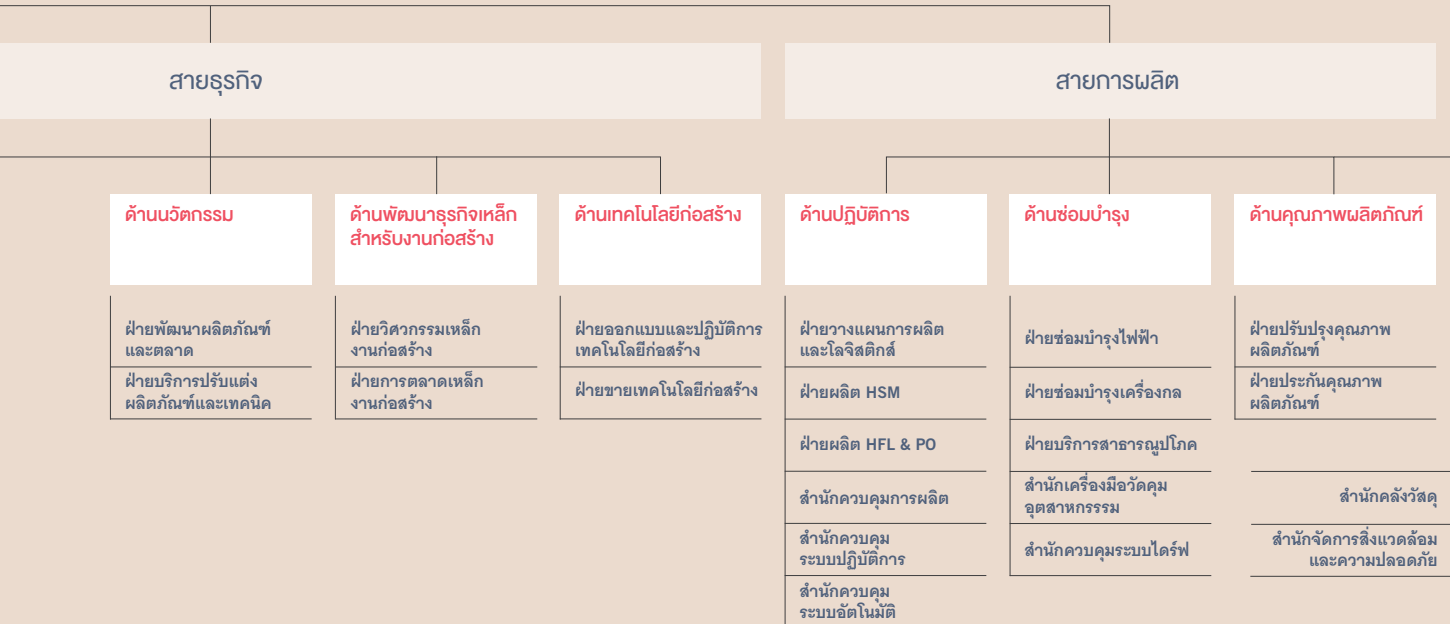 สายธุรกิจ
สายการผลิต
ด้านนวัตกรรม
ด้านพัฒนาธุรกิจเหล็ก
สำหรับงานก่อสร้าง
ด้านเทคโนโลยีก่อสร้าง
ด้านปฏิบัติการ
ด้านซ่อมบำรุง
ด้านคุณภาพผลิตภัณฑ์
ฝ่ายพัฒนาผลิตภัณฑ์
และตลาด
ฝ่ายบริการปรับแต่ง
ผลิตภัณฑ์และเทคนิค
ฝ่ายวิศวกรรมเหล็ก
งานก่อสร้าง
ฝ่ายการตลาดเหล็ก
งานก่อสร้าง
ฝ่ายออกแบบและปฏิบัติการ
เทคโนโลยีก่อสร้าง
ฝ่ายขายเทคโนโลยีก่อสร้าง
ฝ่ายวางแผนการผลิต
และโลจิสติกส์
ฝ่ายผลิต HSM
ฝ่ายผลิต HFL & PO
สำนักควบคุมการผลิต
สำนักควบคุม
ระบบปฏิบัติการ
สำนักควบคุม
ระบบอัตโนมัติ
ฝ่ายซ่อมบำรุงไฟฟ้า
ฝ่ายซ่อมบำรุงเครื่องกล
ฝ่ายบริการสาธารณูปโภค
สำนักเครื่องมือวัดคุม
อุตสาหกรรรม
สำนักควบคุมระบบไดร์ฟ
ฝ่ายปรับปรุงคุณภาพ
ผลิตภัณฑ์
ฝ่ายประกันคุณภาพ
ผลิตภัณฑ์
สำนักคลังวัสดุ
สำนักจัดการสิ่งแวดล้อม
และความปลอดภัย